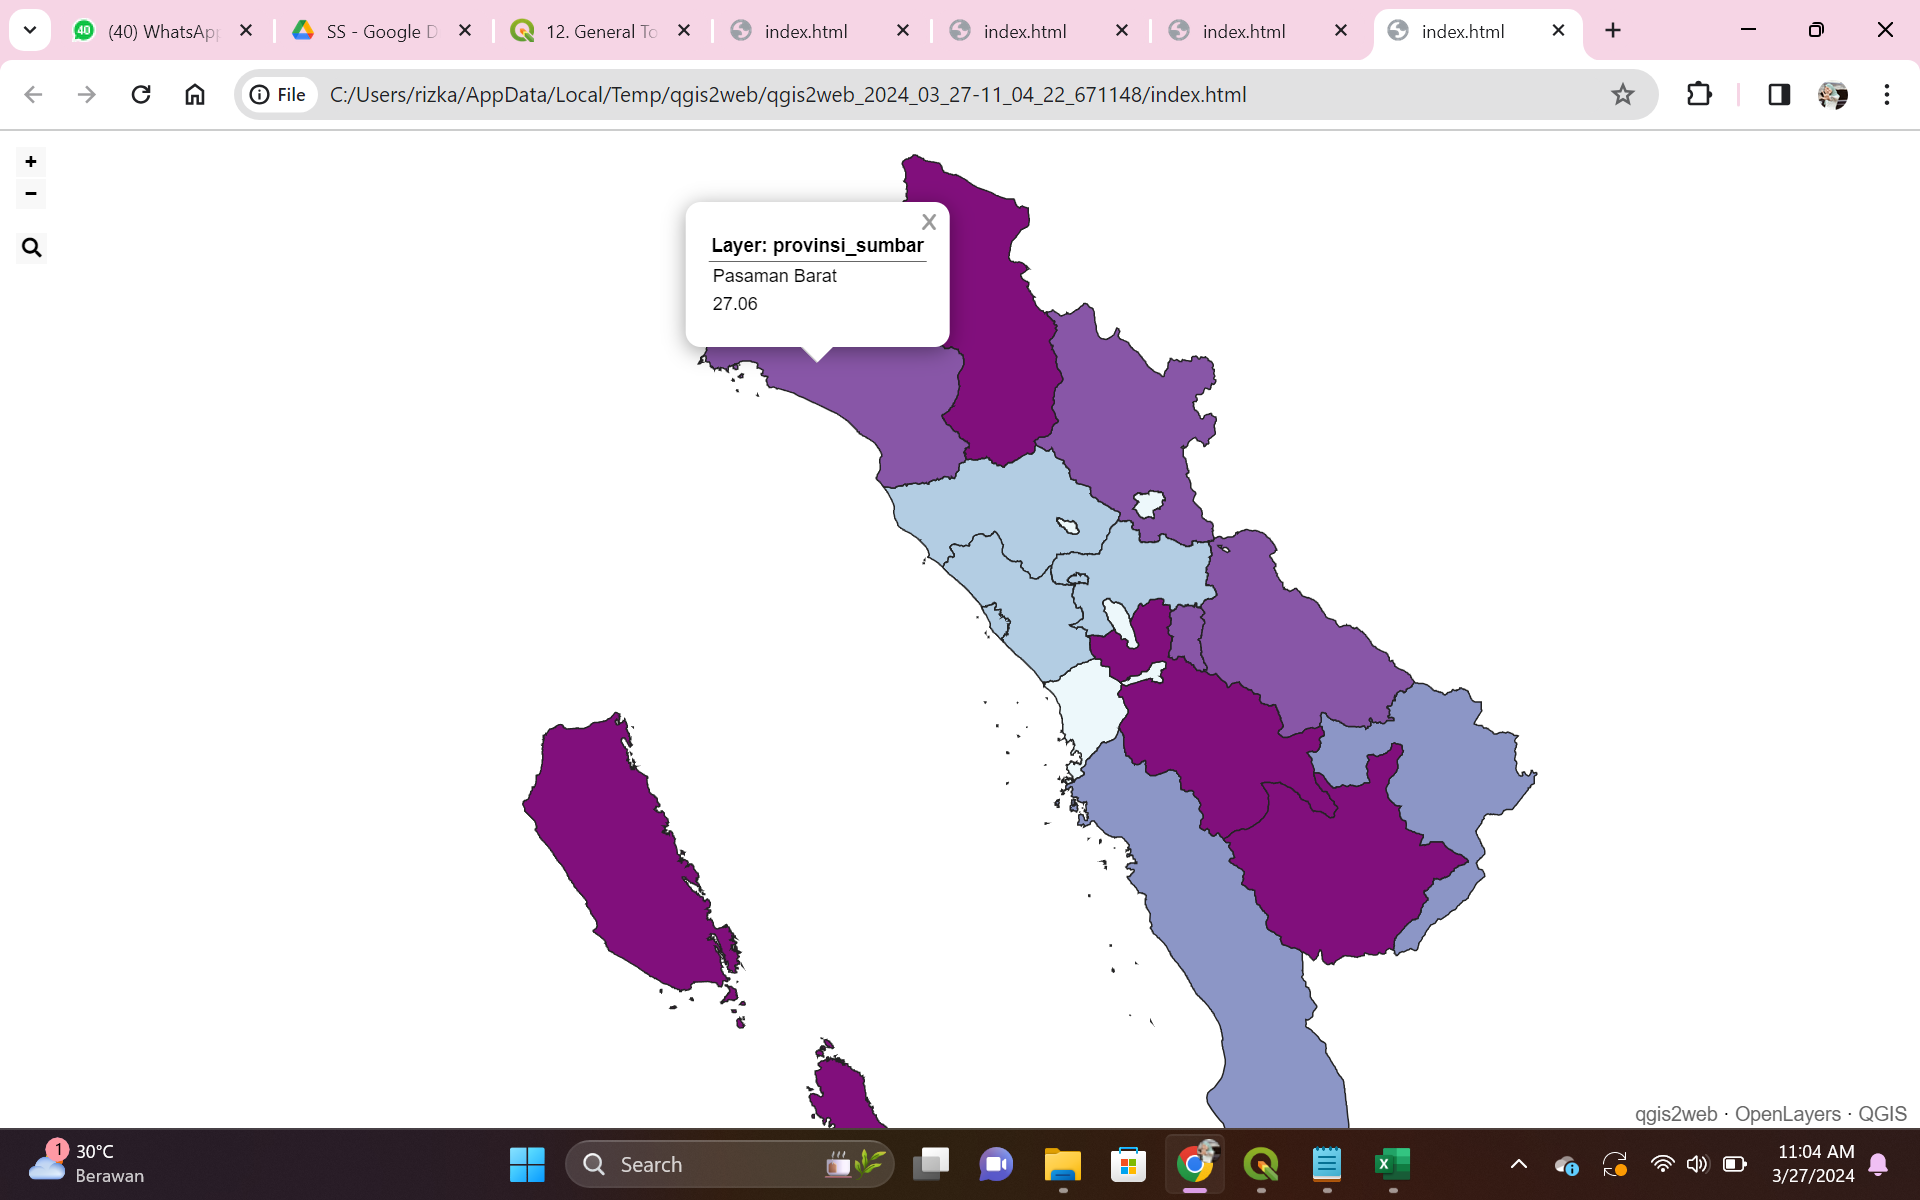 40
(40) WhatsApp
SS - Google D
12. General To
index.html
index.html
index.html
index.html
File
C:/Users/rizka/AppData/Local/Temp/qgis2web/qgis2web_2024_03_27-11_04_22_671148/index.html
+
−
X
Layer: provinsi_sumbar
Pasaman Barat
27.06
qgis2web · OpenLayers · QGIS
1
30°C
Berawan
Search
11:04 AM
3/27/2024